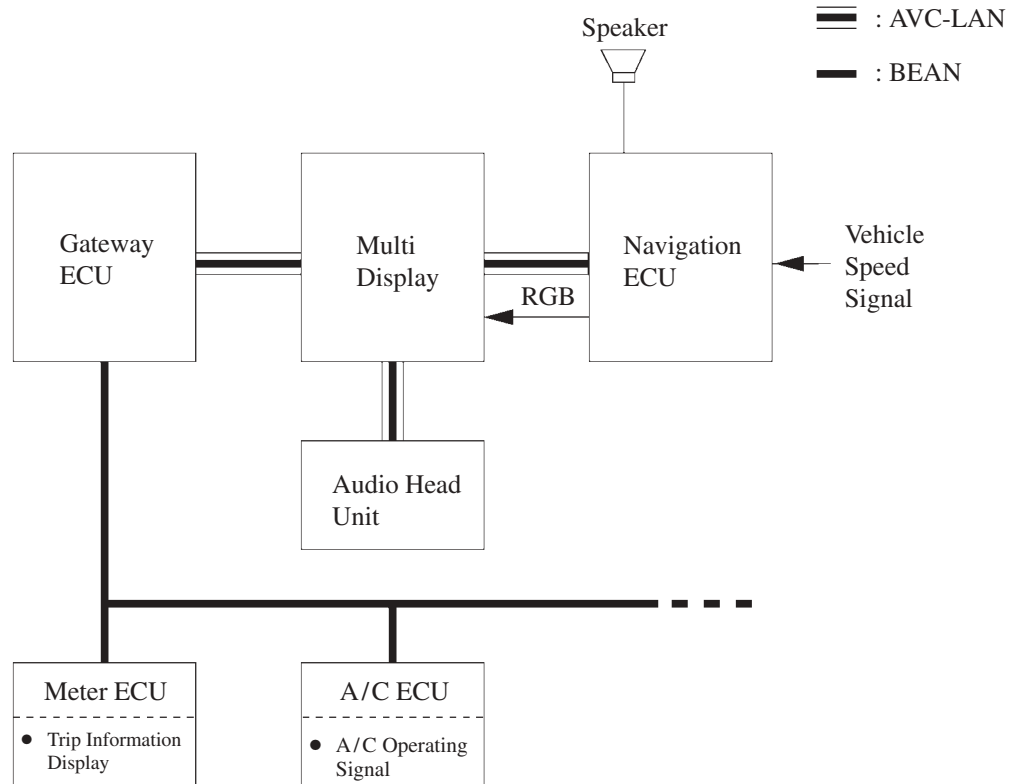 : AVC-LAN
Speaker
: BEAN
Gateway
ECU
Multi
Display
Navigation
ECU
Vehicle
Speed
Signal
RGB
Audio Head
Unit
Meter ECU
● Trip Information
Display
A/C ECU
● A/C Operating
Signal